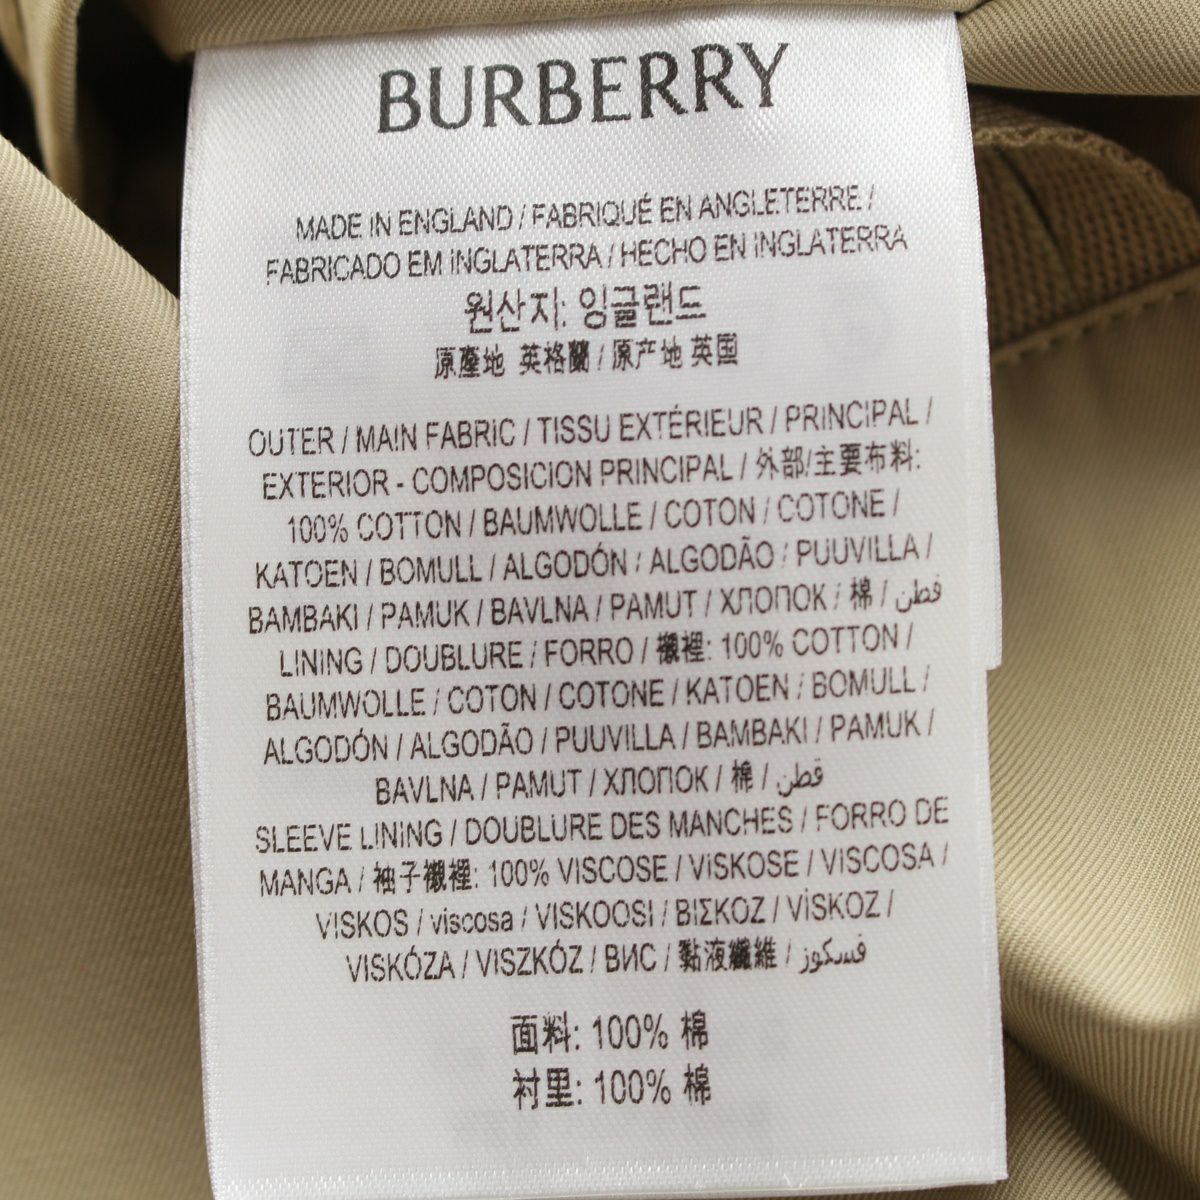 BURBERRY
MADE IN ENGLAND / FABRIQUÉ EN ANGLETERRE /
FABRICADO EM INGLATERRA / HECHO EN INGLATERRA
원산지: 잉글랜드
原產地 英格蘭 / 原产地 英国
OUTER / MAIN FABRIC / TISSU EXTÉRIEUR / PRINCIPAL /
EXTERIOR - COMPOSICION PRINCIPAL / 外部/主要布料:
100% COTTON / BAUMWOLLE / COTON / COTONE /
KATOEN / BOMULL / ALGODÓN / ALGODÃO / PUUVILLA /
BAMBAKI / PAMUK / BAVLNA / PAMUT / ХЛОПОК / 棉 / قطن
LINING / DOUBLURE / FORRO / 襯裡: 100% COTTON /
BAUMWOLLE / COTON / COTONE / KATOEN / BOMULL /
ALGODÓN / ALGODÃO / PUUVILLA / BAMBAKI / PAMUK /
BAVLNA / PAMUT / ХЛОПОК / 棉 / قطن
SLEEVE LINING / DOUBLURE DES MANCHES / FORRO DE
MANGA / 袖子襯裡: 100% VISCOSE / VISKOSE / VISCOSA /
VISKOS / viscosa / VISKOOSI / ΒΙΣΚΟΖ / VİSKOZ /
VISKÓZA / VISZKÓZ / ВИС / 黏液纖維 / فسكوز
面料: 100% 棉
衬里: 100% 棉